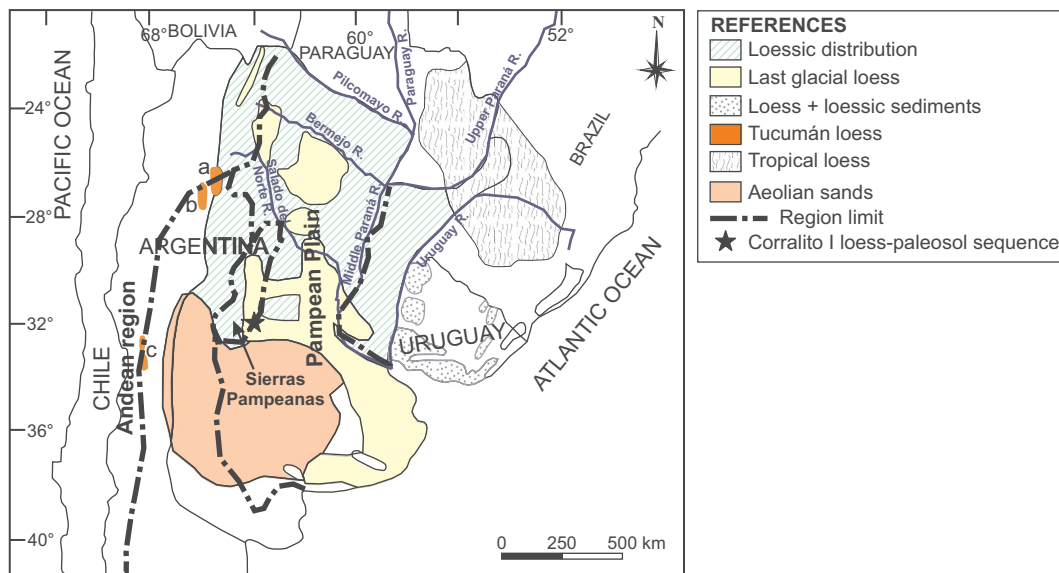 68°
BOLIVIA
60°
52°
N
PARAGUAY
Paraguay R.
Upper Paraná R.
Pilcomayo R.
Bermejo R.
BRAZIL
PACIFIC OCEAN
24°
a
b
Salado del
Norte R.
28°
ARGENTINA
Pampean Plain
Middle Paraná R.
Uruguay R.
32°
URUGUAY
ATLANTIC OCEAN
c
CHILE
Andean region
Sierras
Pampeanas
36°
40°
0 250 500 km
REFERENCES
Loessic distribution
Last glacial loess
Loess + loessic sediments
Tucumán loess
Tropical loess
Aeolian sands
Region limit
Corralito I loess-paleosol sequence